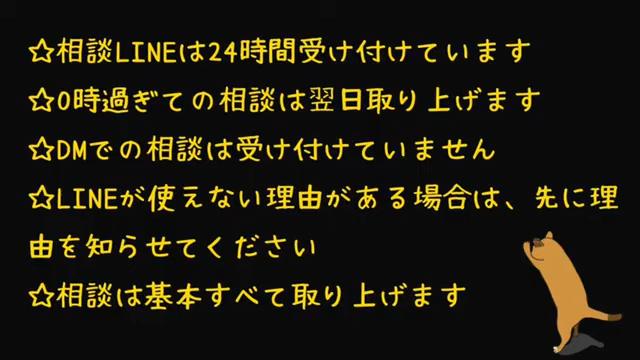 ☆相談LINEは24時間受け付けています
☆0時過ぎての相談は翌日取り上げます
☆DMでの相談は受け付けていません
☆LINEが使えない理由がある場合は、先に理
由を知らせてください
☆相談は基本すべて取り上げます